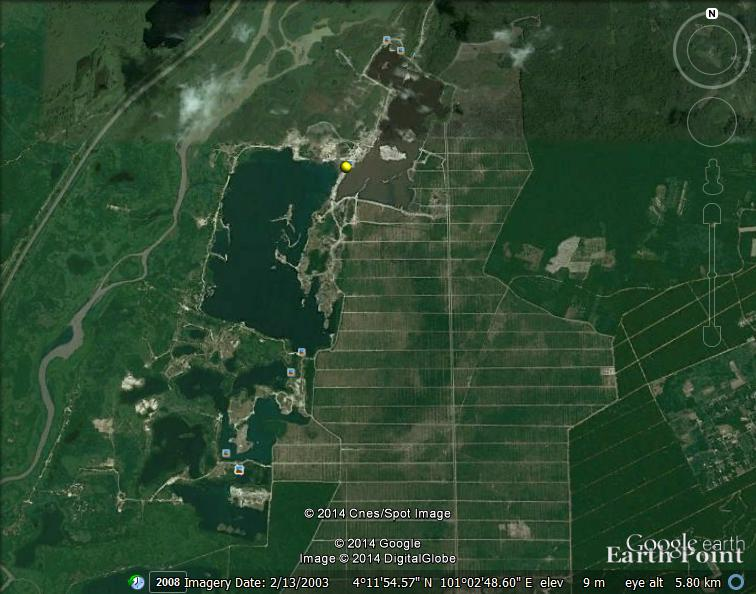 N
© 2014 Cnes/Spot Image
© 2014 Google
Image © 2014 DigitalGlobe
Google earth
Earth Point
2008 Imagery Date: 2/13/2003 4°11'54.57" N 101°02'48.60" E elev 9 m eye alt 5.80 km